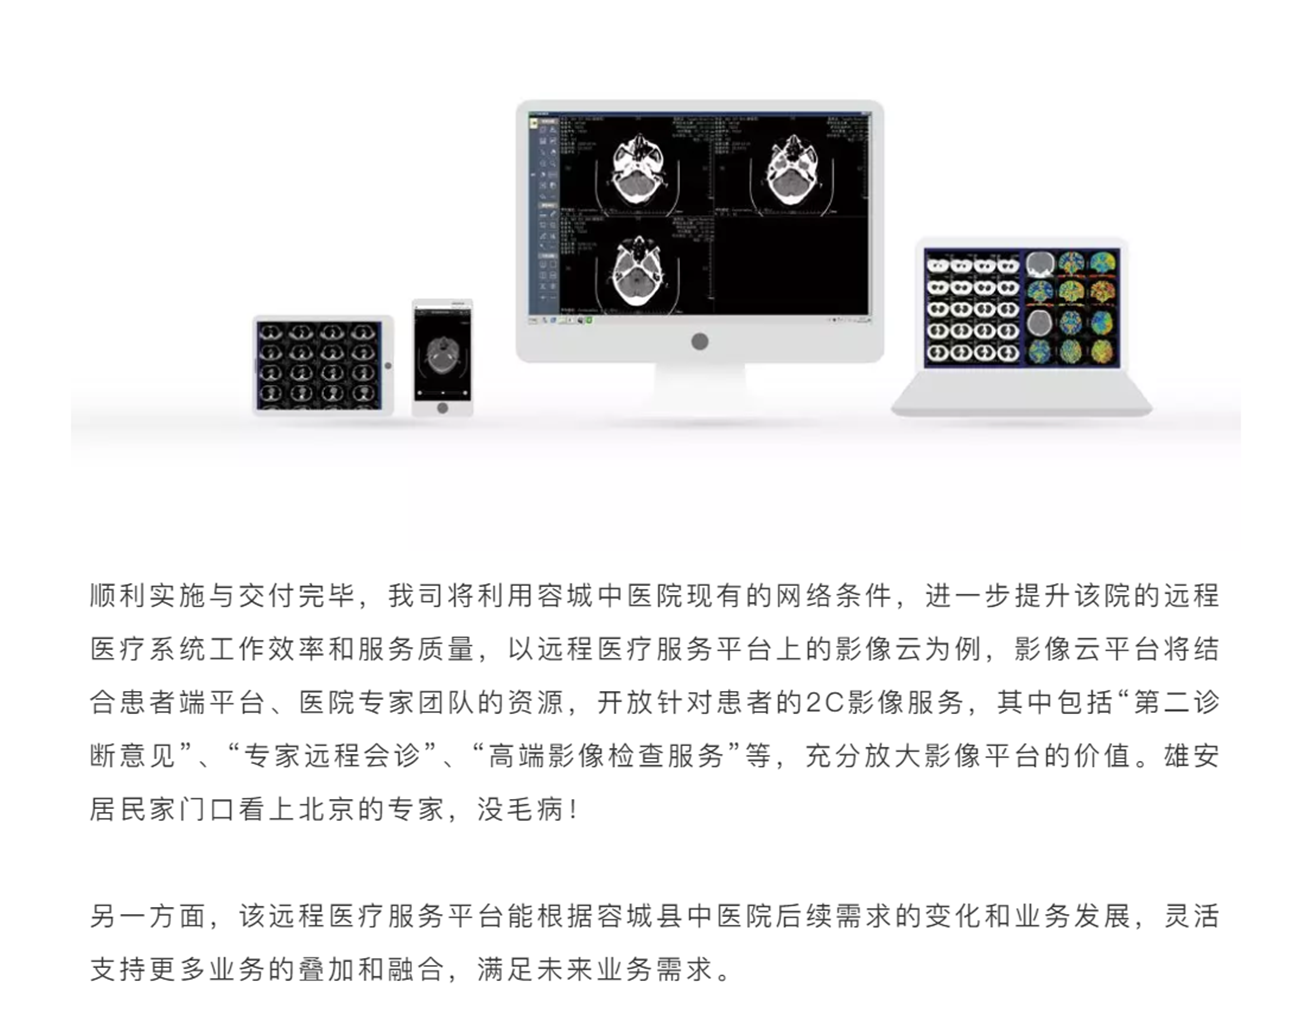 顺利实施与交付完毕，我司将利用容城中医院现有的网络条件，进一步提升该院的远程
医疗系统工作效率和服务质量，以远程医疗服务平台上的影像云为例，影像云平台将结
合患者端平台、医院专家团队的资源，开放针对患者的2C影像服务，其中包括“第二诊
断意见”、“专家远程会诊”、“高端影像检查服务”等，充分放大影像平台的价值。雄安
居民家门口看上北京的专家，没毛病！
另一方面，该远程医疗服务平台能根据容城县中医院后续需求的变化和业务发展，灵活
支持更多业务的叠加和融合，满足未来业务需求。